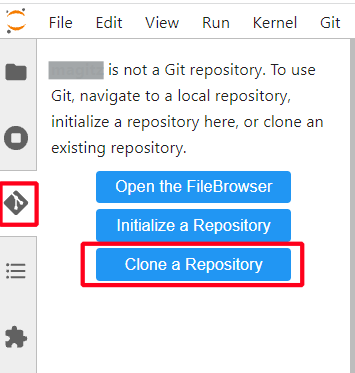 File Edit View Run Kernel Git
is not a Git repository. To use
Git, navigate to a local repository,
initialize a repository here, or clone an
existing repository.
Open the FileBrowser
Initialize a Repository
Clone a Repository